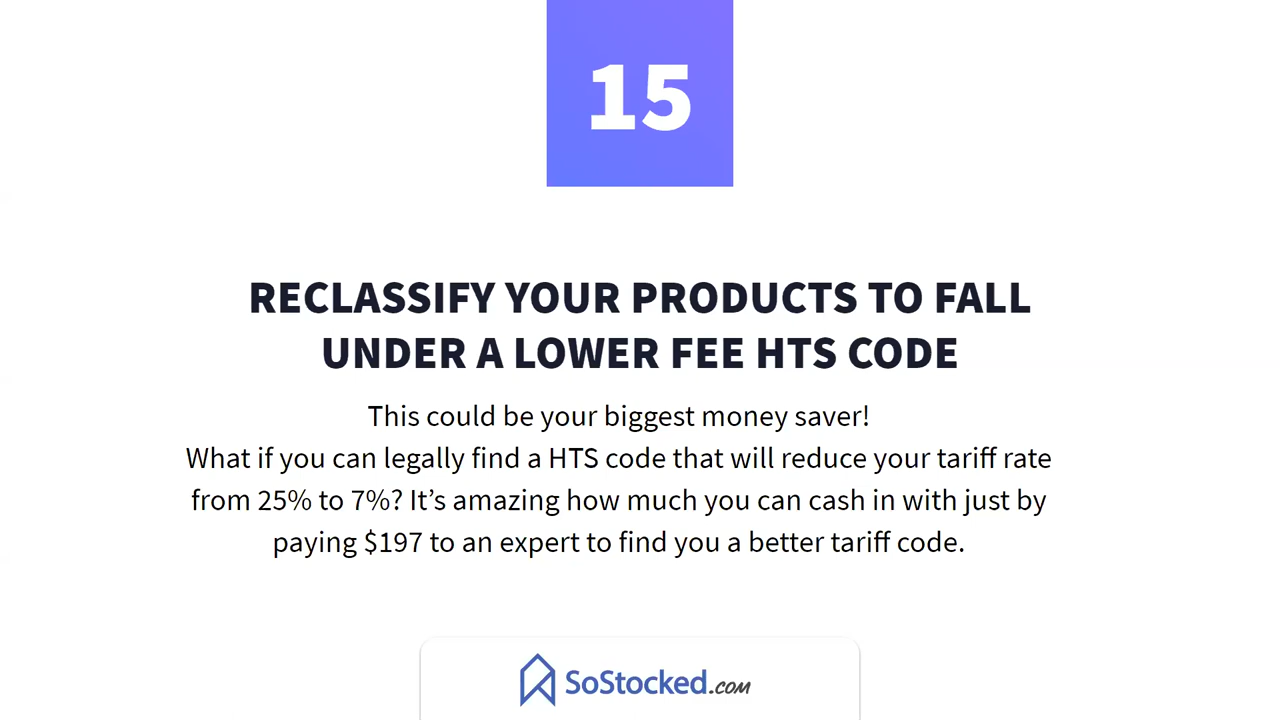 15
RECLASSIFY YOUR PRODUCTS TO FALL
UNDER A LOWER FEE HTS CODE
This could be your biggest money saver!
What if you can legally find a HTS code that will reduce your tariff rate
from 25% to 7%? It’s amazing how much you can cash in with just by
paying $197 to an expert to find you a better tariff code.
SoStocked.COM